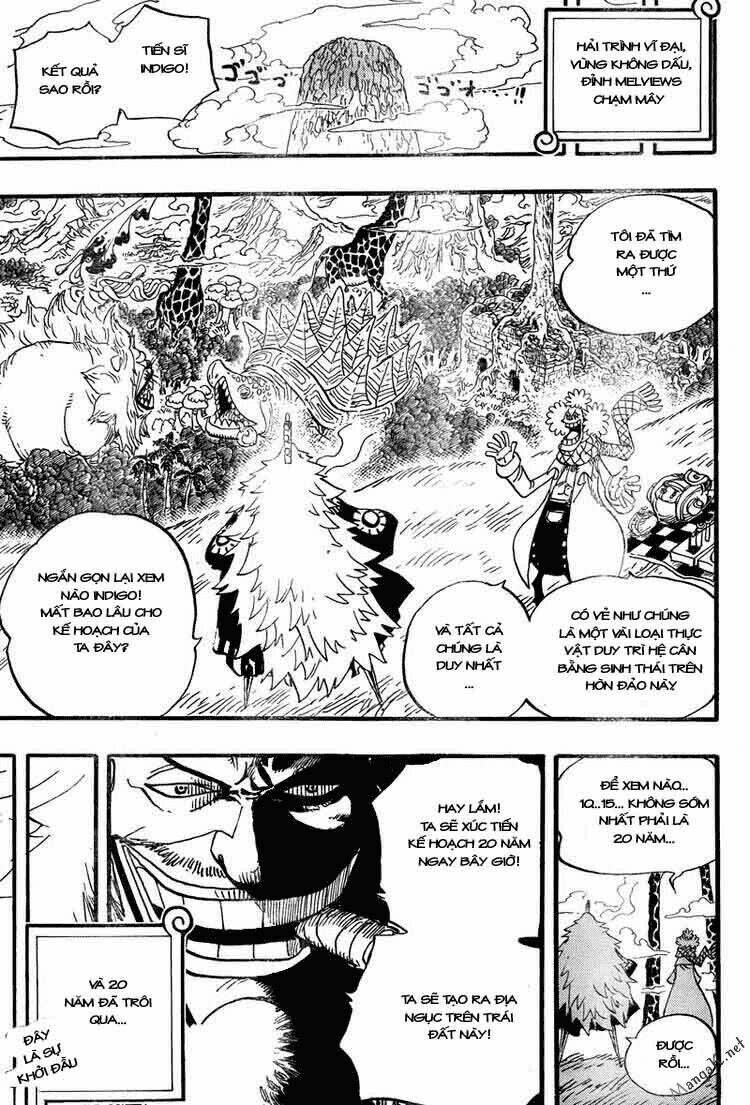 HẢI TRÌNH VĨ ĐẠI,
VÙNG KHÔNG DẤU,
ĐỈNH MELVIEWS
CHẠM MÂY
TIẾN SĨ
INDIGO!
KẾT QUẢ
SAO RỒI?
ゴゴゴゴゴォ...!!
TÔI ĐÃ TÌM
RA ĐƯỢC
MỘT THỨ
...
CÓ VẺ NHƯ CHÚNG
LÀ MỘT VÀI LOẠI THỰC
VẬT DUY TRÌ HỆ CÂN
BẰNG SINH THÁI TRÊN
HÒN ĐẢO NÀY.
VÀ TẤT CẢ
CHÚNG LÀ
DUY NHẤT
...
NGẮN GỌN LẠI XEM
NÀO INDIGO!
MẤT BAO LÂU CHO
KẾ HOẠCH CỦA
TA ĐÂY?
ĐỂ XEM NÀO...
10...15... KHÔNG SỚM
NHẤT PHẢI LÀ
20 NĂM...
ĐƯỢC
RỒI...
HAY LẮM!
TA SẼ XÚC TIẾN
KẾ HOẠCH 20 NĂM
NGAY BÂY GIỜ!
TA SẼ TẠO RA ĐỊA
NGỤC TRÊN TRÁI
ĐẤT NÀY!
VÀ 20
NĂM ĐÃ TRÔI
QUA...
ĐÂY
LÀ SỰ
KHỞI ĐẦU